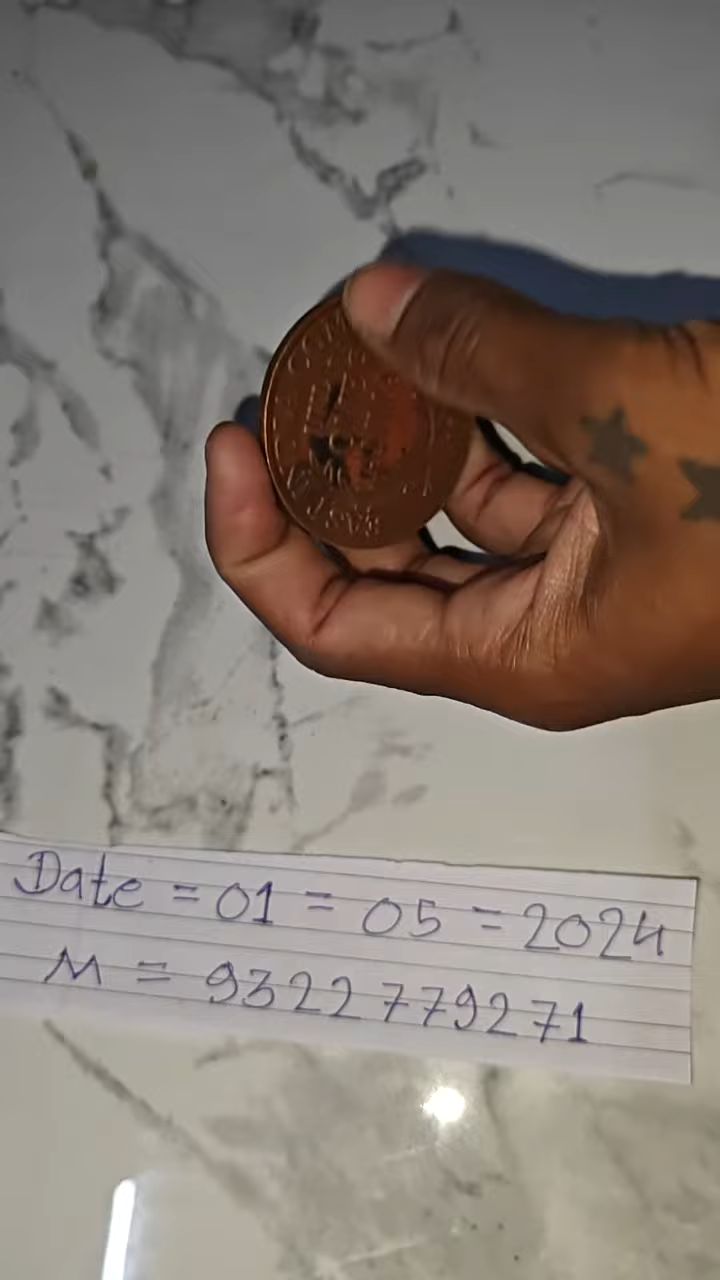 Date = 01 = 05 = 2024
M = 9322779271